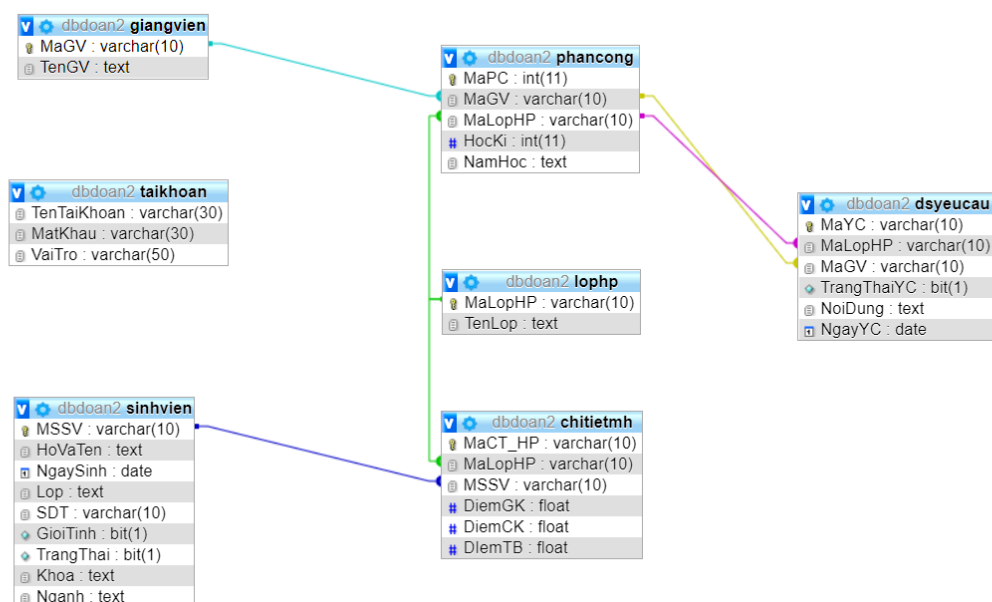 dbdoan2 giangvien
MaGV : varchar(10)
TenGV : text
dbdoan2 phancong
MaPC : int(11)
MaGV : varchar(10)
MaLopHP : varchar(10)
HocKi : int(11)
NamHoc : text
dbdoan2 taikhoan
TenTaiKhoan : varchar(30)
MatKhau : varchar(30)
VaiTro : varchar(50)
dbdoan2 dsyeucau
MaYC : varchar(10)
MaLopHP : varchar(10)
MaGV : varchar(10)
TrangThaiYC : bit(1)
NoiDung : text
NgayYC : date
dbdoan2 lophp
MaLopHP : varchar(10)
TenLop : text
dbdoan2 sinhvien
MSSV : varchar(10)
HoVaTen : text
NgaySinh : date
Lop : text
SDT : varchar(10)
GioiTinh : bit(1)
TrangThai : bit(1)
Khoa : text
Nganh : text
dbdoan2 chitietmh
MaCT_HP : varchar(10)
MaLopHP : varchar(10)
MSSV : varchar(10)
DiemGK : float
DiemCK : float
DIemTB : float